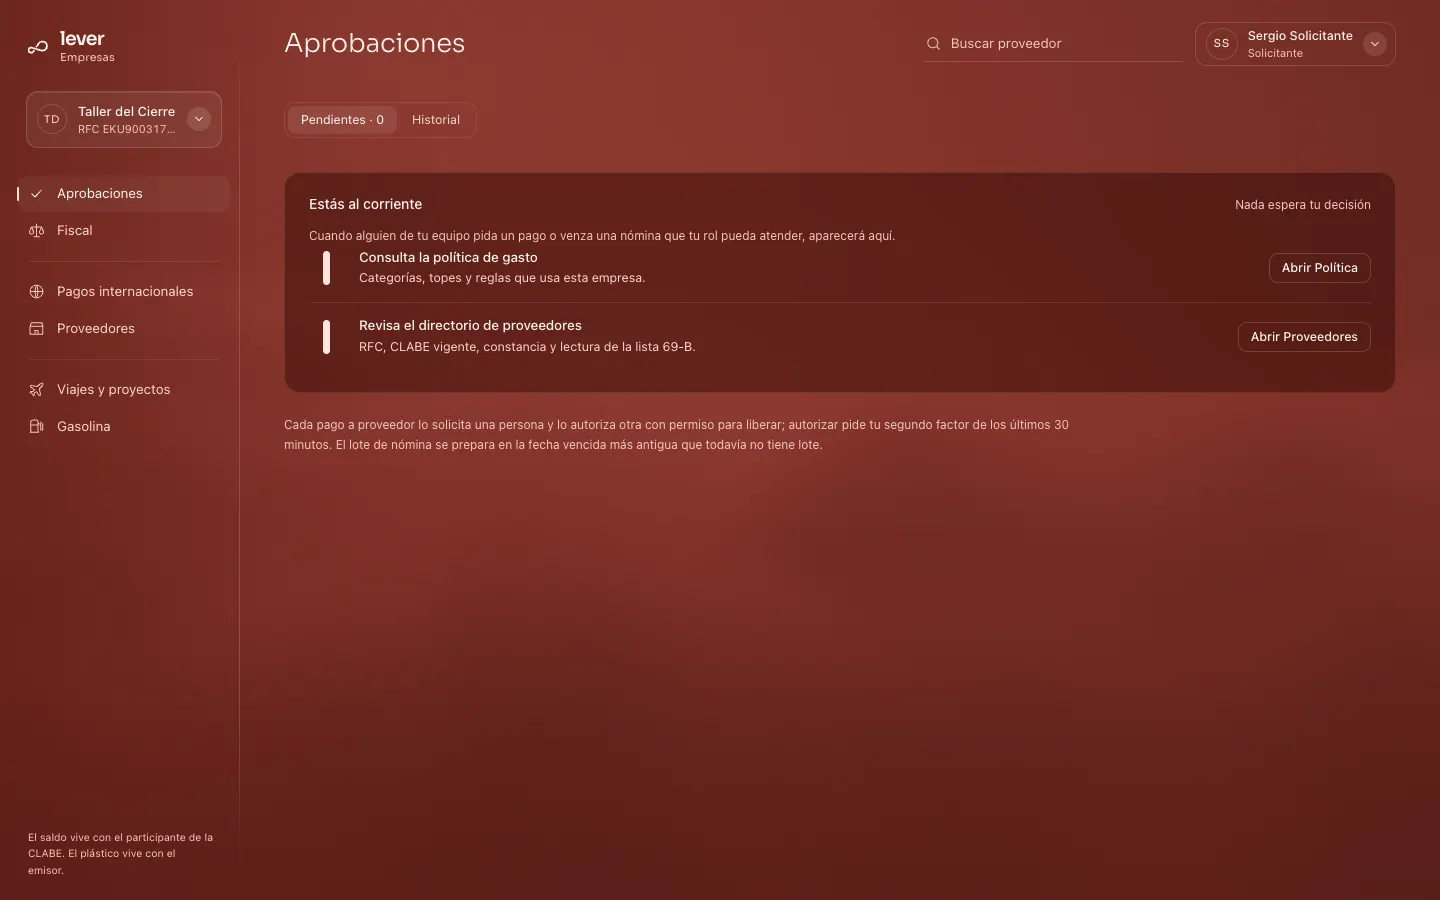 lever
Empresas
TD
Taller del Cierre
RFC EKU900317...
Aprobaciones
Fiscal
Pagos internacionales
Proveedores
Viajes y proyectos
Gasolina
El saldo vive con el participante de la
CLABE. El plástico vive con el
emisor.
Aprobaciones
Buscar proveedor
SS
Sergio Solicitante
Solicitante
Pendientes · 0
Historial
Estás al corriente
Nada espera tu decisión
Cuando alguien de tu equipo pida un pago o venza una nómina que tu rol pueda atender, aparecerá aquí.
Consulta la política de gasto
Categorías, topes y reglas que usa esta empresa.
Abrir Política
Revisa el directorio de proveedores
RFC, CLABE vigente, constancia y lectura de la lista 69-B.
Abrir Proveedores
Cada pago a proveedor lo solicita una persona y lo autoriza otra con permiso para liberar; autorizar pide tu segundo factor de los últimos 30
minutos. El lote de nómina se prepara en la fecha vencida más antigua que todavía no tiene lote.